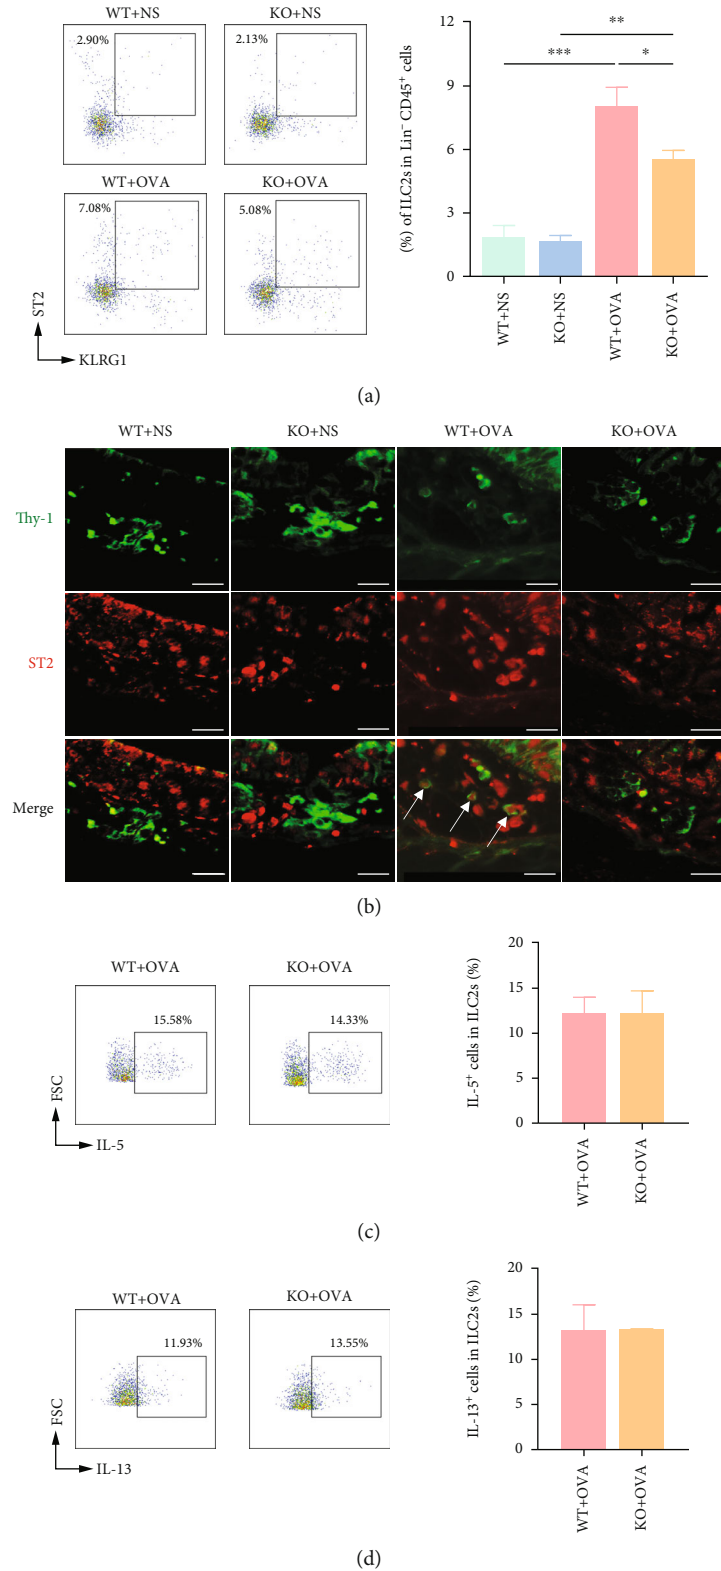 WT+NS
KO+NS
2.90%
2.13%
WT+OVA
KO+OVA
7.08%
5.08%
ST2
KLRG1
(%) of ILC2s in Lin⁻ CD45⁺ cells
12
9
6
3
0
**
***
*
WT+NS
KO+NS
WT+OVA
KO+OVA
(a)
WT+NS
KO+NS
WT+OVA
KO+OVA
Thy-1
ST2
Merge
(b)
WT+OVA
KO+OVA
15.58%
14.33%
FSC
IL-5
IL-5⁺ cells in ILC2s (%)
20
15
10
5
0
WT+OVA
KO+OVA
(c)
WT+OVA
KO+OVA
11.93%
13.55%
FSC
IL-13
IL-13⁺ cells in ILC2s (%)
20
15
10
5
0
WT+OVA
KO+OVA
(d)